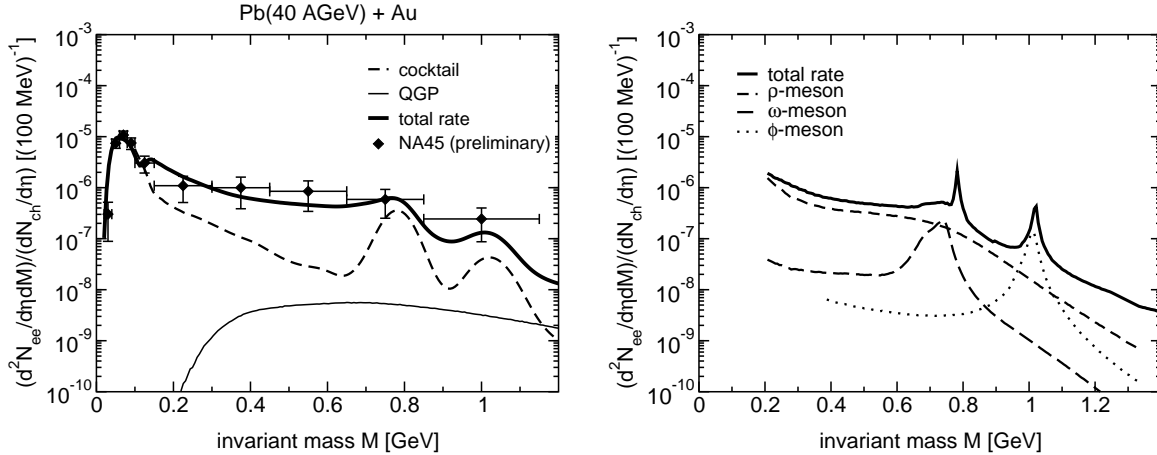 Pb(40 AGeV) + Au
(d²Nₑₑ/dηdM)/(dN_ch/dη) [(100 MeV)⁻¹]
10⁻³
10⁻⁴
10⁻⁵
10⁻⁶
10⁻⁷
10⁻⁸
10⁻⁹
10⁻¹⁰
cocktail
QGP
total rate
NA45 (preliminary)
0 0.2 0.4 0.6 0.8 1
invariant mass M [GeV]
(d²Nₑₑ/dηdM)/(dN_ch/dη) [(100 MeV)⁻¹]
10⁻³
10⁻⁴
10⁻⁵
10⁻⁶
10⁻⁷
10⁻⁸
10⁻⁹
10⁻¹⁰
total rate
ρ-meson
ω-meson
ϕ-meson
0 0.2 0.4 0.6 0.8 1 1.2
invariant mass M [GeV]